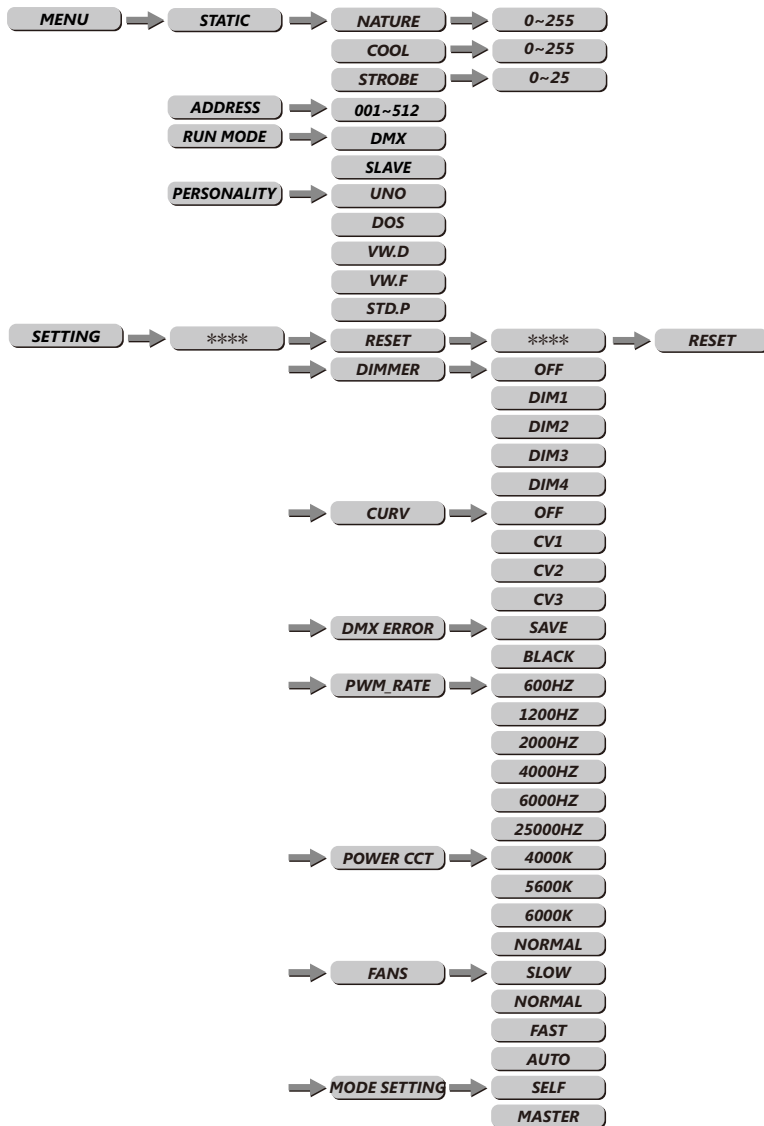 MENU STATIC NATURE 0~255
COOL 0~255
STROBE 0~25
ADDRESS 001~512
RUN MODE DMX
SLAVE
PERSONALITY UNO
DOS
VW.D
VW.F
STD.P
SETTING **** RESET **** RESET
DIMMER OFF
DIM1
DIM2
DIM3
DIM4
CURV OFF
CV1
CV2
CV3
DMX ERROR SAVE
BLACK
PWM_RATE 600HZ
1200HZ
2000HZ
4000HZ
6000HZ
25000HZ
POWER CCT 4000K
5600K
6000K
NORMAL
FANS SLOW
NORMAL
FAST
AUTO
MODE SETTING SELF
MASTER